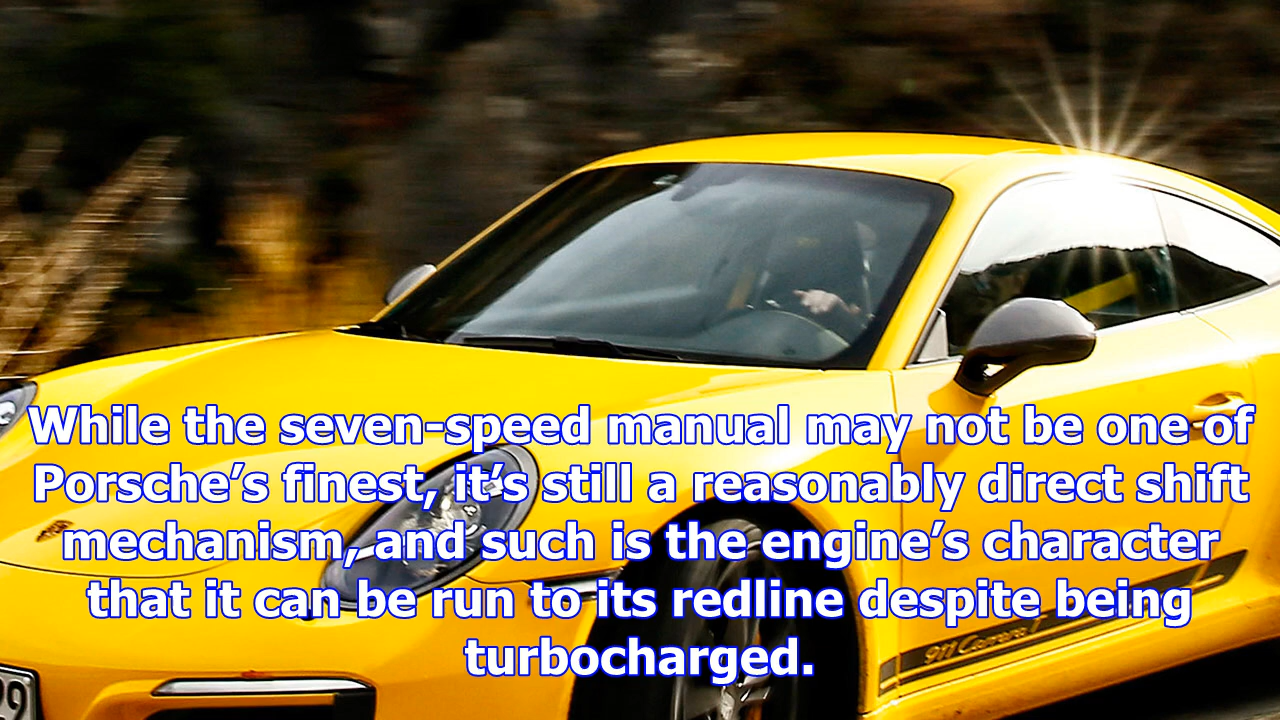 While the seven-speed manual may not be one of
Porsche’s finest, it’s still a reasonably direct shift
mechanism, and such is the engine’s character
that it can be run to its redline despite being
turbocharged.
911 Carrera T
99